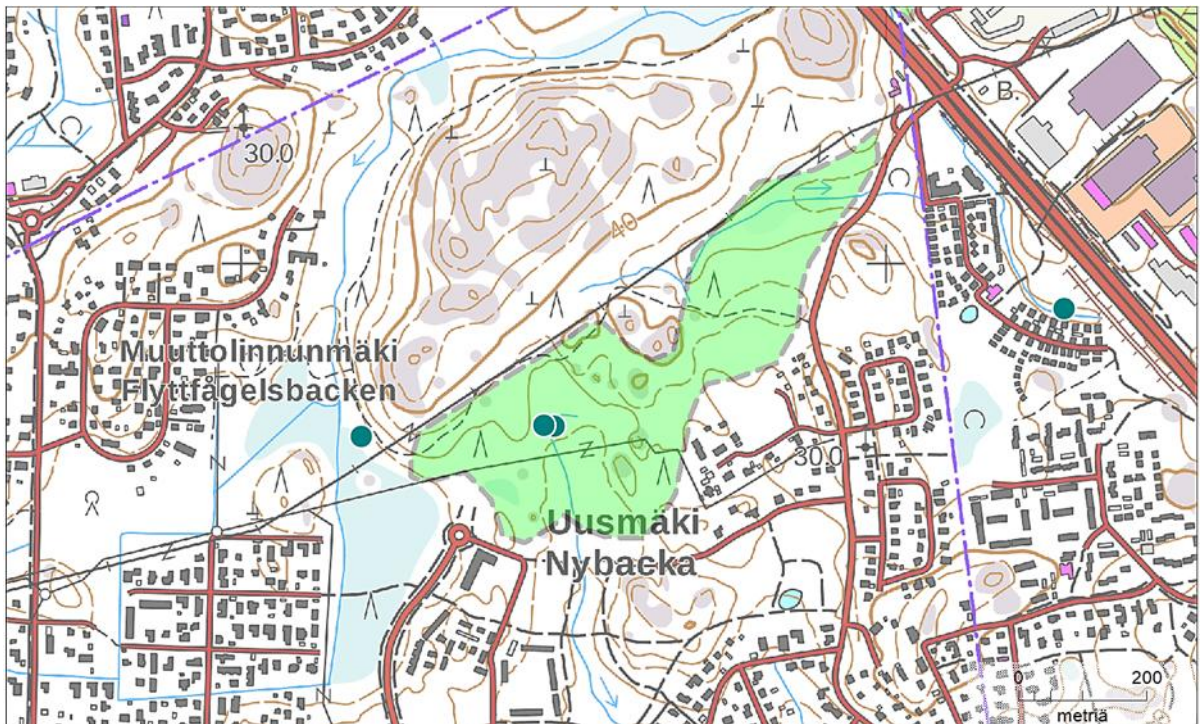 B.
30.0
40
Muuttolinnunmäki
Flyttfågelsbacken
30.0
Uusmäki
Nybacka
0 200
metriä